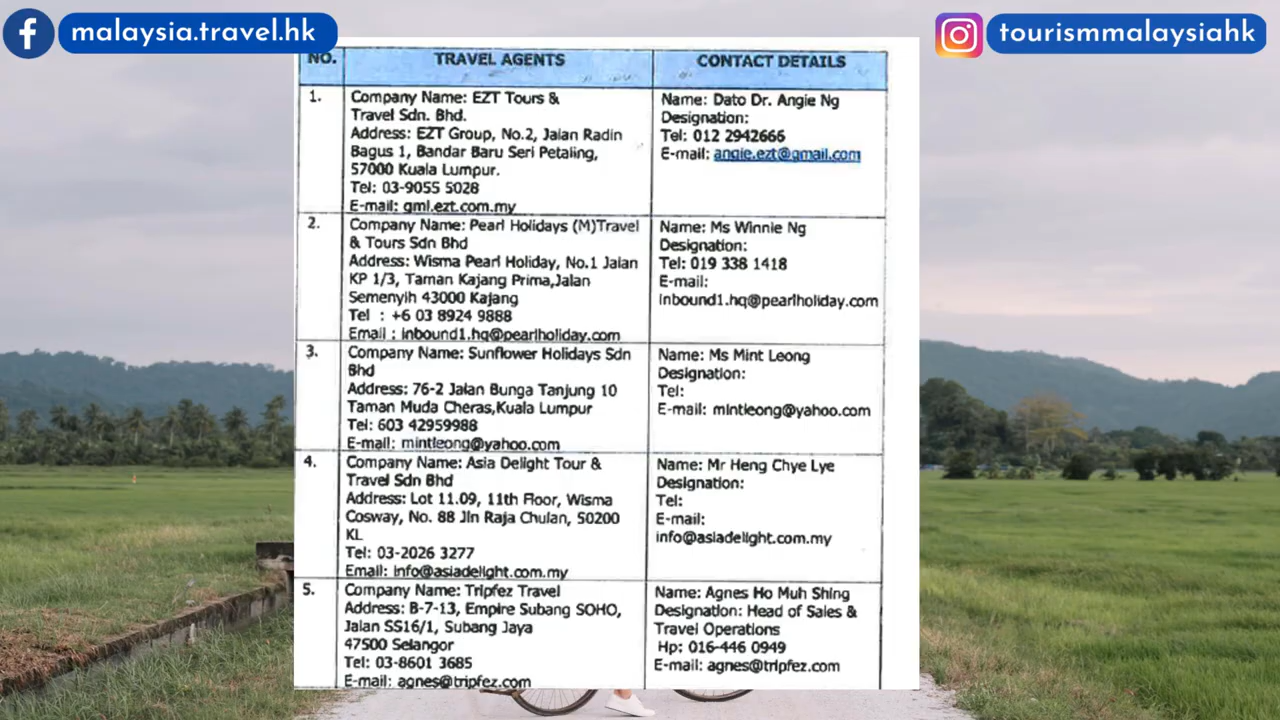 malaysia.travel.hk
tourismmalaysiahk
NO.
TRAVEL AGENTS
CONTACT DETAILS
1.
Company Name: EZT Tours &
Travel Sdn. Bhd.
Address: EZT Group, No.2, Jalan Radin
Bagus 1, Bandar Baru Seri Petaling,
57000 Kuala Lumpur.
Tel: 03-9055 5028
E-mail: gml.ezt.com.my
Name: Dato Dr. Angie Ng
Designation:
Tel: 012 2942666
E-mail: angie.ezt@gmail.com
2.
Company Name: Pearl Holidays (M)Travel
& Tours Sdn Bhd
Address: Wisma Pearl Holiday, No.1 Jalan
KP 1/3, Taman Kajang Prima,Jalan
Semenyih 43000 Kajang
Tel : +6 03 8924 9888
Email : inbound1.hq@pearlholiday.com
Name: Ms Winnie Ng
Designation:
Tel: 019 338 1418
E-mail:
inbound1.hq@pearlholiday.com
3.
Company Name: Sunflower Holidays Sdn
Bhd
Address: 76-2 Jalan Bunga Tanjung 10
Taman Muda Cheras,Kuala Lumpur
Tel: 603 42959988
E-mail: mintleong@yahoo.com
Name: Ms Mint Leong
Designation:
Tel:
E-mail: mintleong@yahoo.com
4.
Company Name: Asia Delight Tour &
Travel Sdn Bhd
Address: Lot 11.09, 11th Floor, Wisma
Cosway, No. 88 Jln Raja Chulan, 50200
KL
Tel: 03-2026 3277
Email: info@asiadelight.com.my
Name: Mr Heng Chye Lye
Designation:
Tel:
E-mail:
info@asiadelight.com.my
5.
Company Name: Tripfez Travel
Address: B-7-13, Empire Subang SOHO,
Jalan SS16/1, Subang Jaya
47500 Selangor
Tel: 03-8601 3685
E-mail: agnes@tripfez.com
Name: Agnes Ho Muh Shing
Designation: Head of Sales &
Travel Operations
Hp: 016-446 0949
E-mail: agnes@tripfez.com